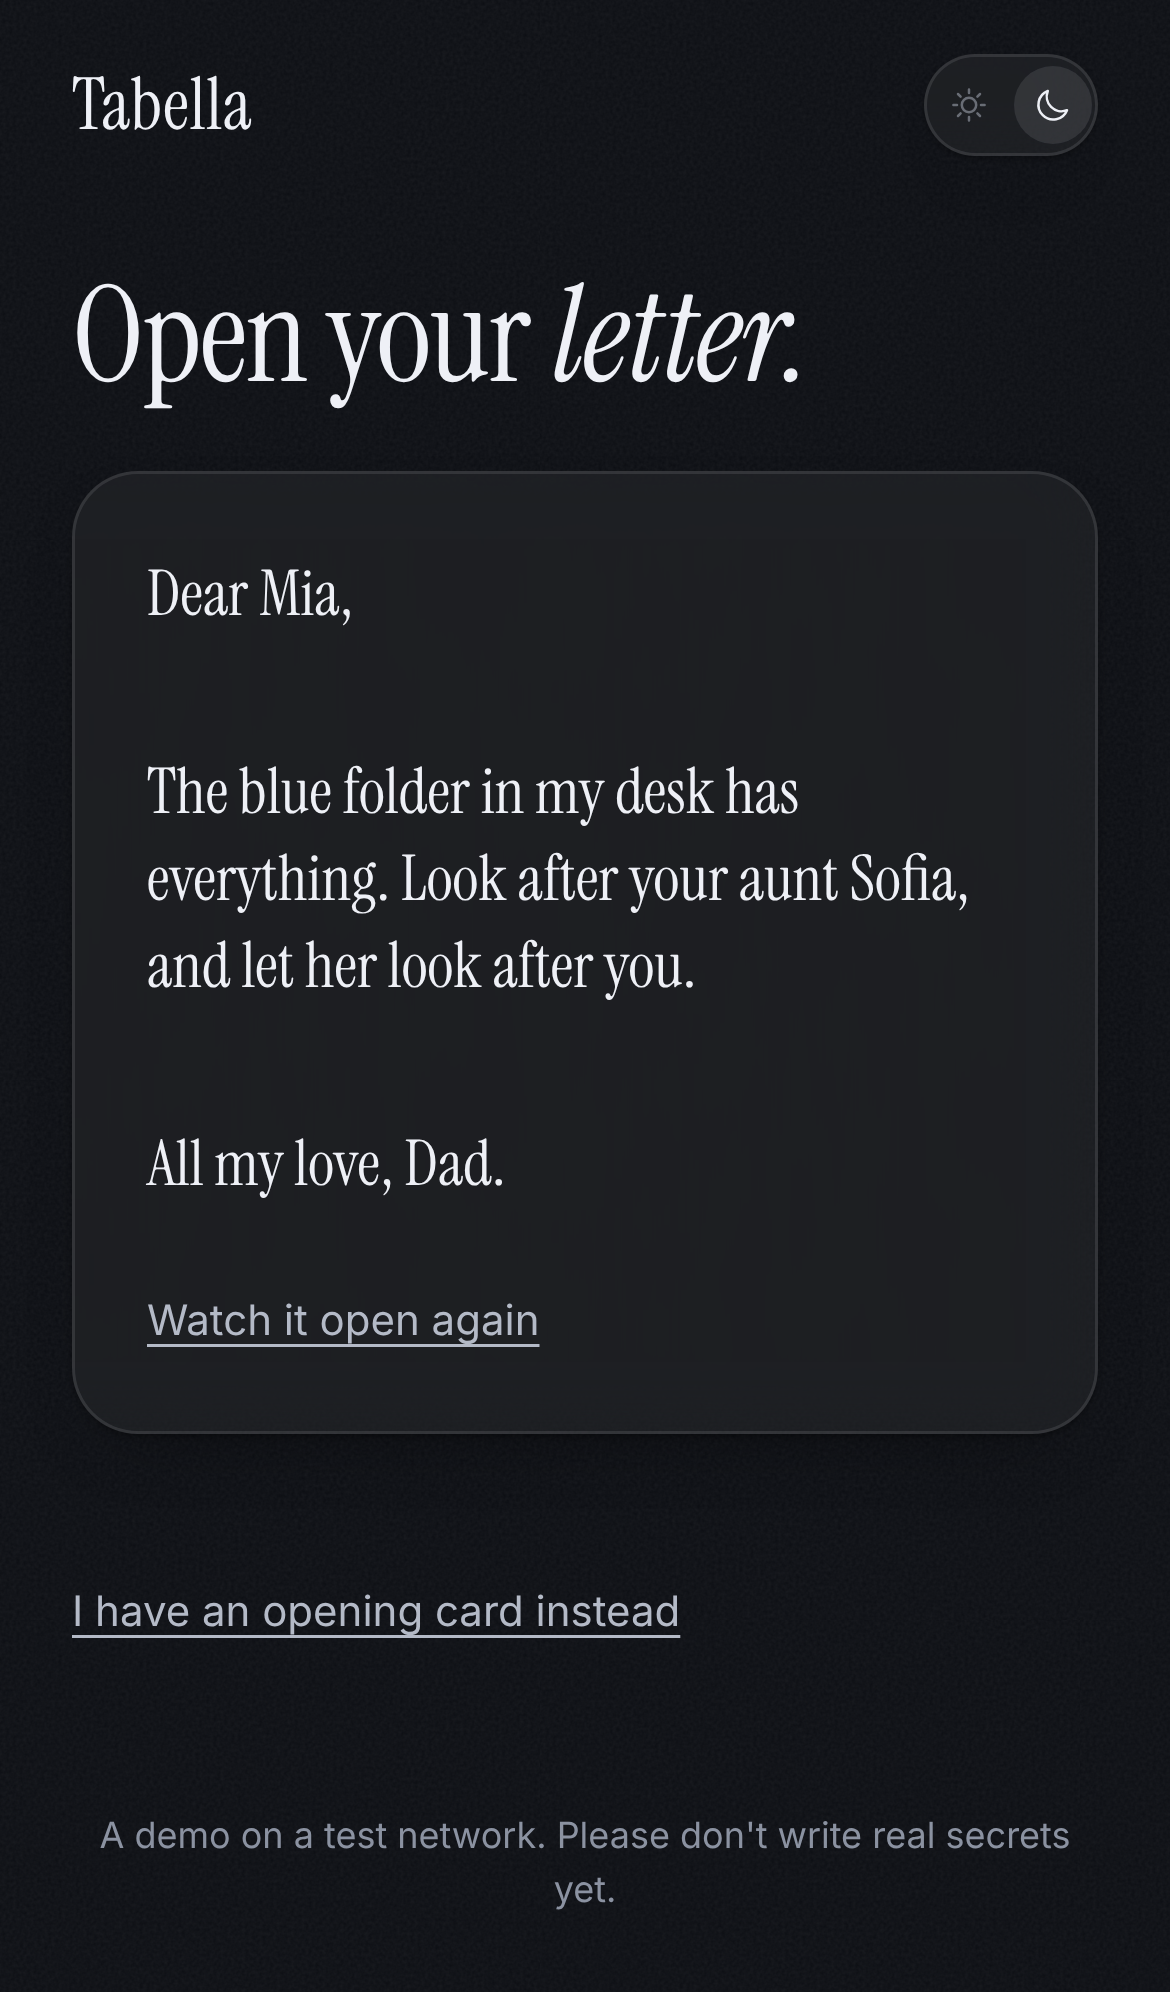 Tabella
Open your letter.
Dear Mia,
The blue folder in my desk has
everything. Look after your aunt Sofia,
and let her look after you.
All my love, Dad.
Watch it open again
I have an opening card instead
A demo on a test network. Please don't write real secrets
yet.